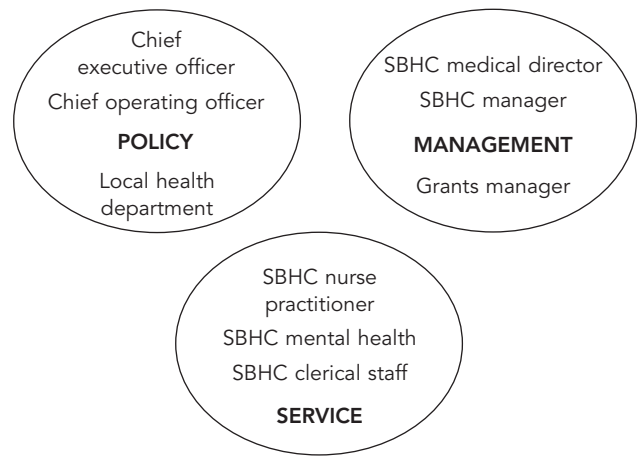 Chief
executive officer
Chief operating officer
POLICY
Local health
department
SBHC medical director
SBHC manager
MANAGEMENT
Grants manager
SBHC nurse
practitioner
SBHC mental health
SBHC clerical staff
SERVICE